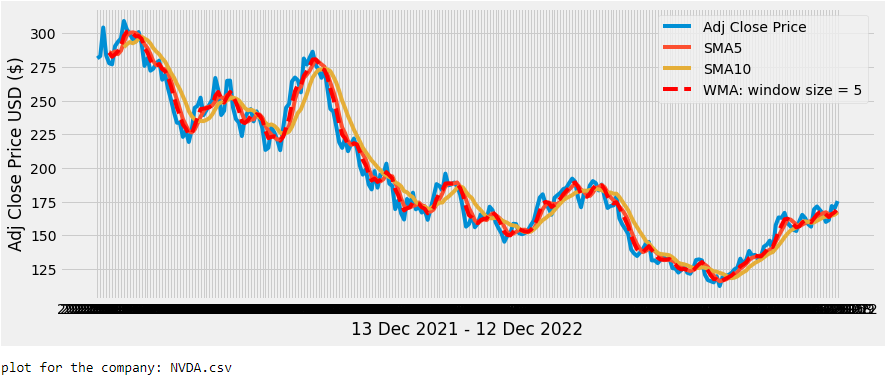 Adj Close Price
SMA5
SMA10
WMA: window size = 5
Adj Close Price USD ($)
300
275
250
225
200
175
150
125
13 Dec 2021 - 12 Dec 2022
plot for the company: NVDA.csv